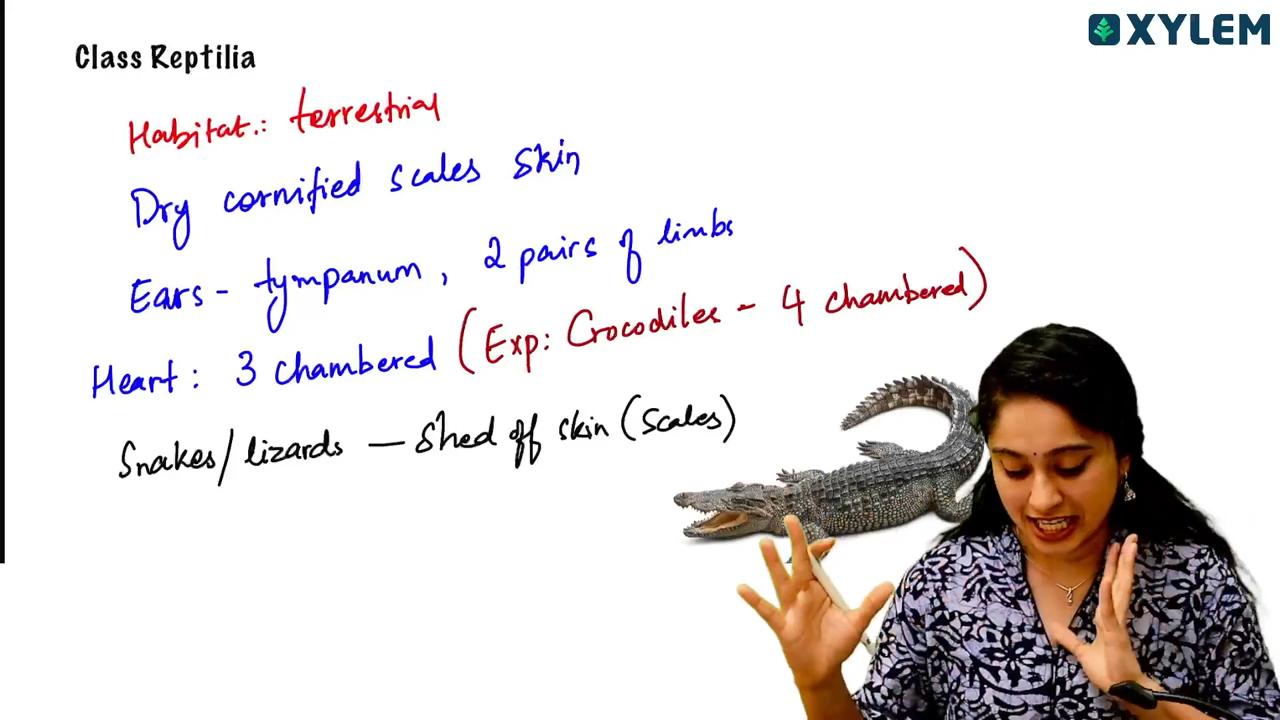 XYLEM
Class Reptilia
Habitat.: terrestrial
Dry cornified scales skin
Ears - tympanum, 2 pairs of limbs
Heart: 3 chambered (Exp: Crocodiles - 4 chambered)
Snakes/lizards - shed off skin (scales)